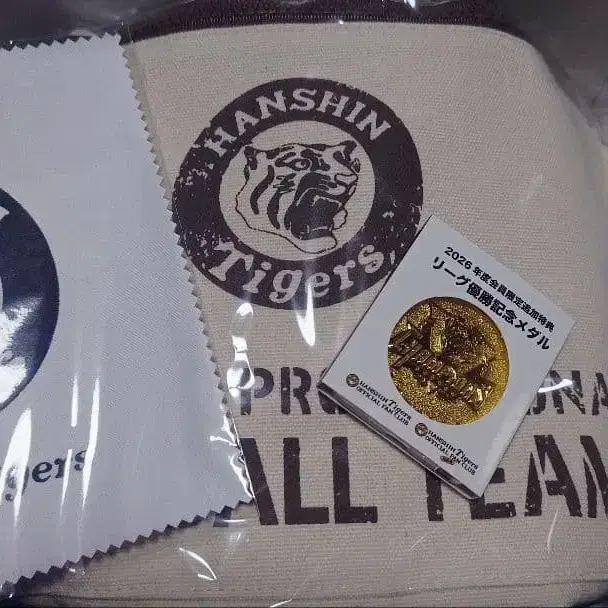 HANSHIN
Tigers
2026年度会員限定追加特典
リーグ優勝記念メダル
HANSHIN Tigers
OFFICIAL FAN CLUB
HANSHIN Tigers
OFFICIAL FAN CLUB
PRO
ONA
ALL TEAM
gers